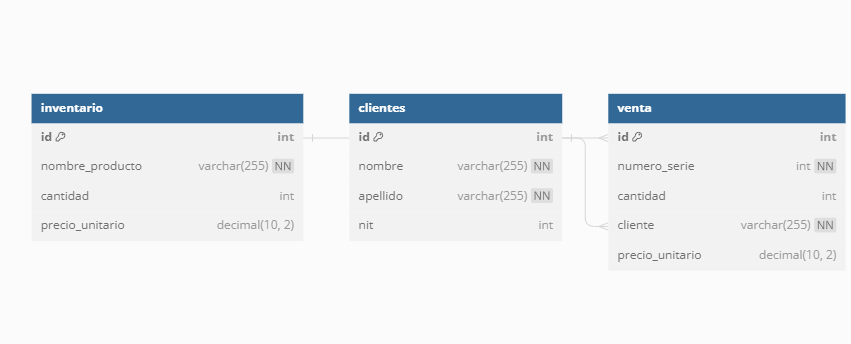 inventario
id int
nombre_producto varchar(255) NN
cantidad int
precio_unitario decimal(10, 2)
clientes
id int
nombre varchar(255) NN
apellido varchar(255) NN
nit int
venta
id int
numero_serie int NN
cantidad int
cliente varchar(255) NN
precio_unitario decimal(10, 2)